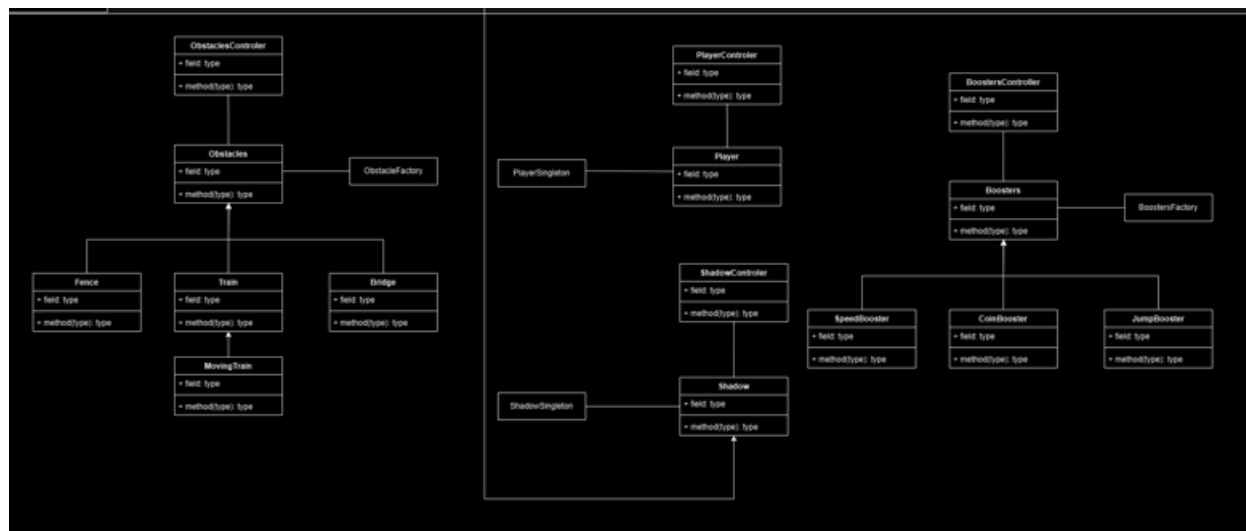 ObstaclesControler
+ field: type
+ method(type): type
Obstacles
+ field: type
+ method(type): type
ObstacleFactory
Fence
+ field: type
+ method(type): type
Train
+ field: type
+ method(type): type
Bridge
+ field: type
+ method(type): type
MovingTrain
+ field: type
+ method(type): type
PlayerControler
+ field: type
+ method(type): type
PlayerSingleton
Player
+ field: type
+ method(type): type
ShadowControler
+ field: type
+ method(type): type
ShadowSingleton
Shadow
+ field: type
+ method(type): type
BoostersController
+ field: type
+ method(type): type
Boosters
+ field: type
+ method(type): type
BoostersFactory
SpeedBooster
+ field: type
+ method(type): type
CoinBooster
+ field: type
+ method(type): type
JumpBooster
+ field: type
+ method(type): type